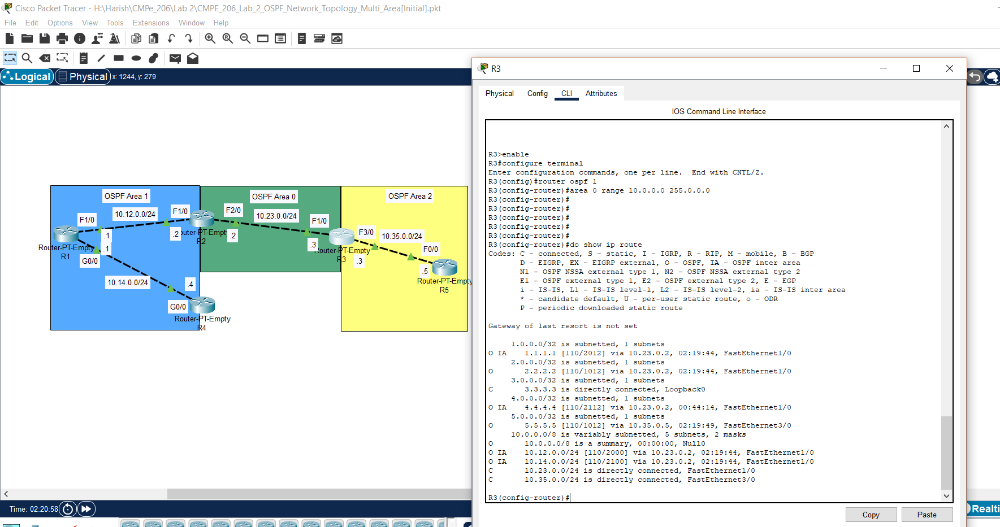 Cisco Packet Tracer - H:\Harish\CMPe_206\Lab 2\CMPE_206_Lab_2_OSPF_Network_Topology_Multi_Area[Initial].pkt
File Edit Options View Tools Extensions Window Help
Logical Physical x: 1244, y: 279
OSPF Area 1
OSPF Area 0
OSPF Area 2
F1/0
10.12.0.0/24
F1/0
F2/0
10.23.0.0/24
F1/0
F3/0
10.35.0.0/24
F0/0
.1
.2
.2
.3
.3
.5
.1
Router-PT-Empty
R1
outer-PT-Empty
R2
outer-PT-Empty
R3
Router-PT-Empty
R5
G0/0
10.14.0.0/24
.4
G0/0
Router-PT-Empty
R4
Time: 02:20:58
R3
Physical Config CLI Attributes
IOS Command Line Interface
R3>enable
R3#configure terminal
Enter configuration commands, one per line.  End with CNTL/Z.
R3(config)#router ospf 1
R3(config-router)#area 0 range 10.0.0.0 255.0.0.0
R3(config-router)#
R3(config-router)#
R3(config-router)#
R3(config-router)#
R3(config-router)#
R3(config-router)#do show ip route
Codes: C - connected, S - static, I - IGRP, R - RIP, M - mobile, B - BGP
       D - EIGRP, EX - EIGRP external, O - OSPF, IA - OSPF inter area
       N1 - OSPF NSSA external type 1, N2 - OSPF NSSA external type 2
       E1 - OSPF external type 1, E2 - OSPF external type 2, E - EGP
       i - IS-IS, L1 - IS-IS level-1, L2 - IS-IS level-2, ia - IS-IS inter area
       * - candidate default, U - per-user static route, o - ODR
       P - periodic downloaded static route
Gateway of last resort is not set
     1.0.0.0/32 is subnetted, 1 subnets
O IA    1.1.1.1 [110/2012] via 10.23.0.2, 02:19:44, FastEthernet1/0
     2.0.0.0/32 is subnetted, 1 subnets
O       2.2.2.2 [110/1012] via 10.23.0.2, 02:19:44, FastEthernet1/0
     3.0.0.0/32 is subnetted, 1 subnets
C       3.3.3.3 is directly connected, Loopback0
     4.0.0.0/32 is subnetted, 1 subnets
O IA    4.4.4.4 [110/2112] via 10.23.0.2, 00:44:14, FastEthernet1/0
     5.0.0.0/32 is subnetted, 1 subnets
O       5.5.5.5 [110/1012] via 10.35.0.5, 02:19:49, FastEthernet3/0
     10.0.0.0/8 is variably subnetted, 5 subnets, 2 masks
O       10.0.0.0/8 is a summary, 00:00:00, Null0
O IA    10.12.0.0/24 [110/2000] via 10.23.0.2, 02:19:44, FastEthernet1/0
O IA    10.14.0.0/24 [110/2100] via 10.23.0.2, 02:19:44, FastEthernet1/0
C       10.23.0.0/24 is directly connected, FastEthernet1/0
C       10.35.0.0/24 is directly connected, FastEthernet3/0
R3(config-router)#
Copy Paste
Realti